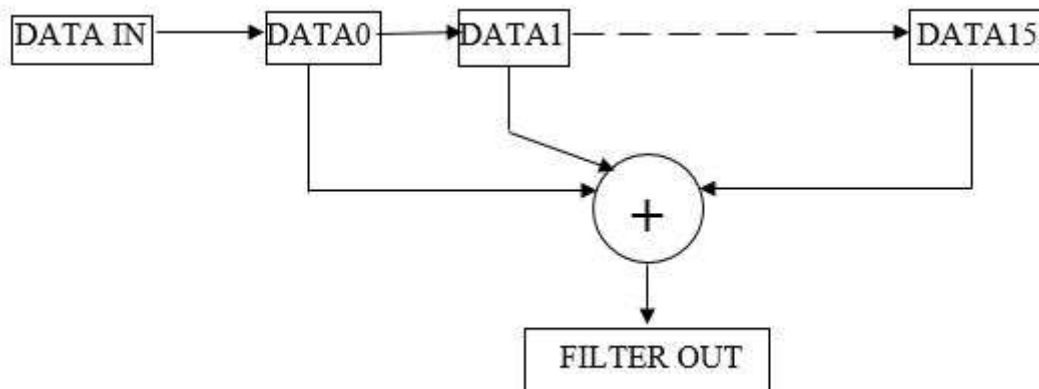 DATA IN
DATA0
DATA1
DATA15
+
FILTER OUT